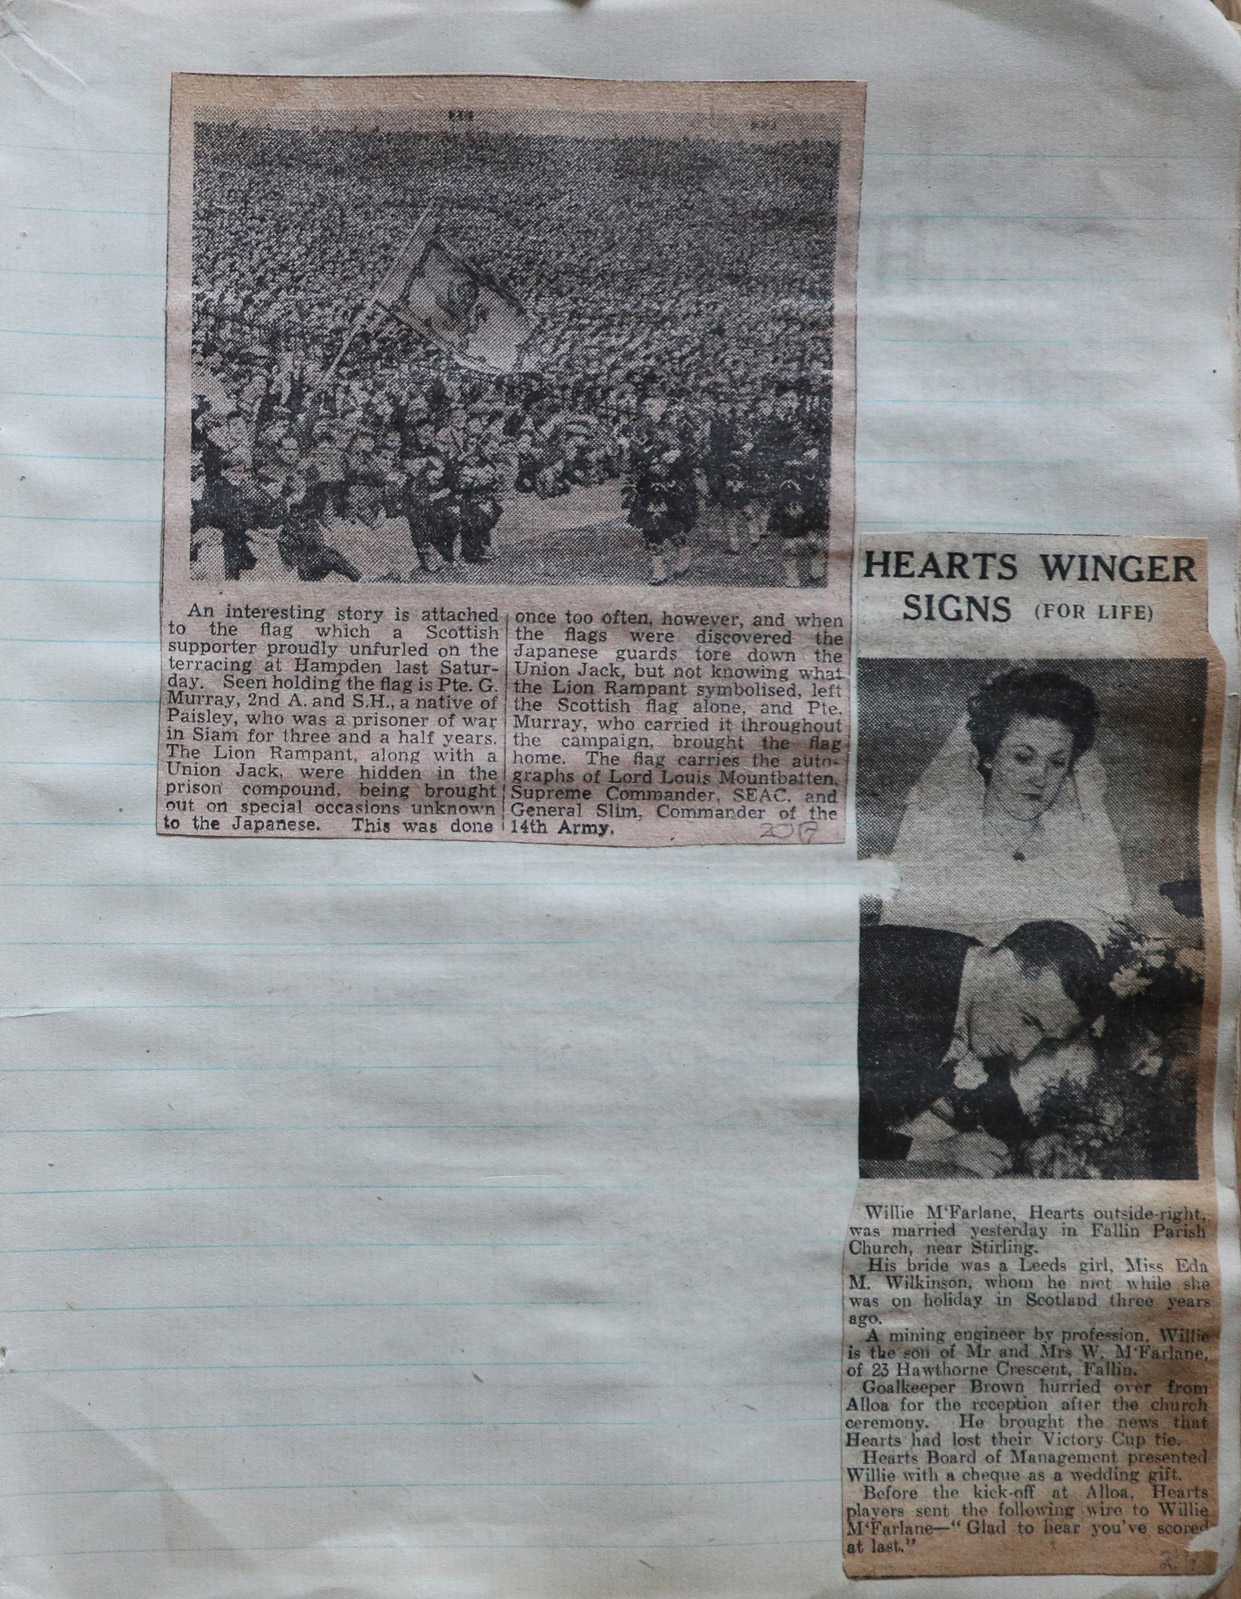 An interesting story is attached
to the flag which a Scottish
supporter proudly unfurled on the
terracing at Hampden last Satur-
day. Seen holding the flag is Pte. G.
Murray, 2nd A. and S.H., a native of
Paisley, who was a prisoner of war
in Siam for three and a half years.
The Lion Rampant, along with a
Union Jack, were hidden in the
prison compound, being brought
out on special occasions unknown
to the Japanese. This was done
once too often, however, and when
the flags were discovered the
Japanese guards tore down the
Union Jack, but not knowing what
the Lion Rampant symbolised, left
the Scottish flag alone, and Pte.
Murray, who carried it throughout
the campaign, brought the flag
home. The flag carries the auto-
graphs of Lord Louis Mountbatten,
Supreme Commander, SEAC, and
General Slim, Commander of the
14th Army.
HEARTS WINGER
SIGNS (FOR LIFE)
Willie M'Farlane, Hearts outside-right,
was married yesterday in Fallin Parish
Church, near Stirling.
His bride was a Leeds girl, Miss Eda
M. Wilkinson, whom he met while she
was on holiday in Scotland three years
ago.
A mining engineer by profession, Willie
is the son of Mr and Mrs W. M'Farlane,
of 23 Hawthorne Crescent, Fallin.
Goalkeeper Brown hurried over from
Alloa for the reception after the church
ceremony. He brought the news that
Hearts had lost their Victory Cup tie.
Hearts Board of Management presented
Willie with a cheque as a wedding gift.
Before the kick-off at Alloa, Hearts
players sent the following wire to Willie
M'Farlane—"Glad to hear you've scored
at last."